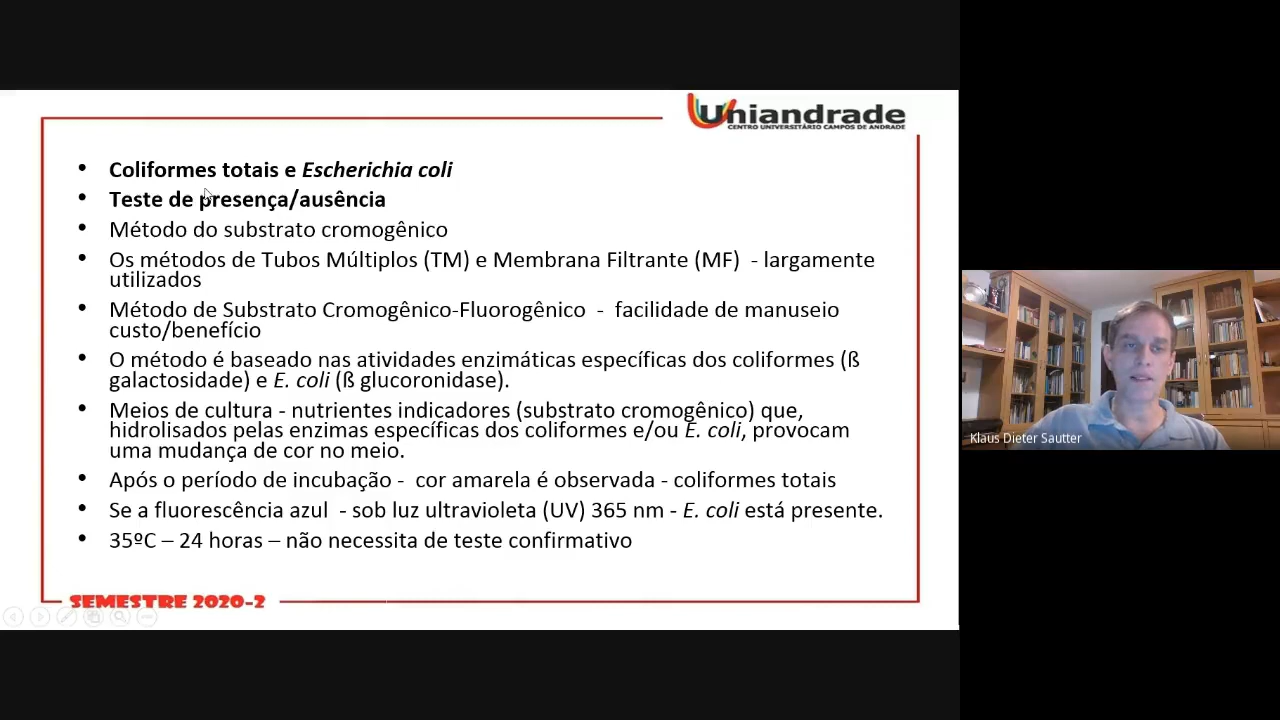 Uniandrade
CENTRO UNIVERSITÁRIO CAMPOS DE ANDRADE
• Coliformes totais e Escherichia coli
• Teste de presença/ausência
• Método do substrato cromogênico
• Os métodos de Tubos Múltiplos (TM) e Membrana Filtrante (MF) - largamente
utilizados
• Método de Substrato Cromogênico-Fluorogênico - facilidade de manuseio
custo/benefício
• O método é baseado nas atividades enzimáticas específicas dos coliformes (ß
galactosidade) e E. coli (ß glucoronidase).
• Meios de cultura - nutrientes indicadores (substrato cromogênico) que,
hidrolisados pelas enzimas específicas dos coliformes e/ou E. coli, provocam
uma mudança de cor no meio.
• Após o período de incubação - cor amarela é observada - coliformes totais
• Se a fluorescência azul - sob luz ultravioleta (UV) 365 nm - E. coli está presente.
• 35ºC – 24 horas – não necessita de teste confirmativo
SEMESTRE 2020-2
Klaus Dieter Sautter